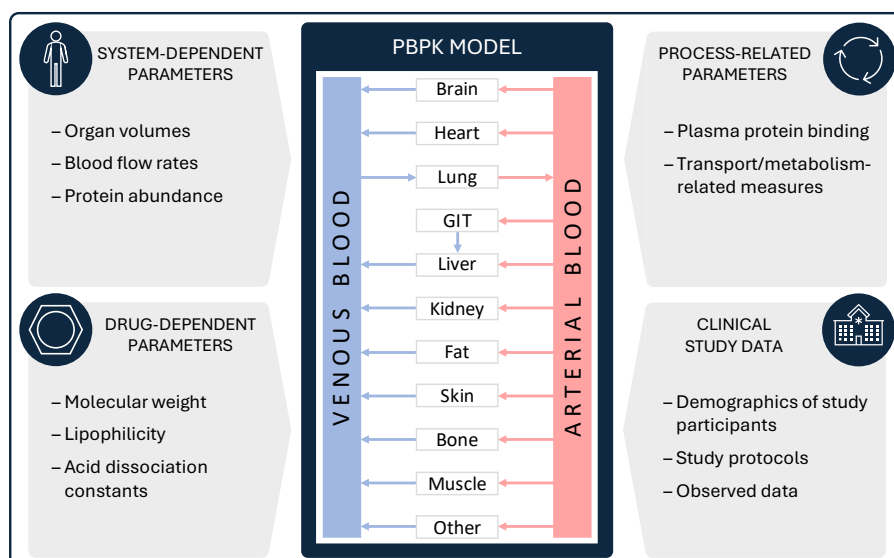 SYSTEM-DEPENDENT
PARAMETERS
– Organ volumes
– Blood flow rates
– Protein abundance
DRUG-DEPENDENT
PARAMETERS
– Molecular weight
– Lipophilicity
– Acid dissociation
constants
PBPK MODEL
VENOUS BLOOD
Brain
Heart
Lung
GIT
Liver
Kidney
Fat
Skin
Bone
Muscle
Other
ARTERIAL BLOOD
PROCESS-RELATED
PARAMETERS
– Plasma protein binding
– Transport/metabolism-
related measures
CLINICAL
STUDY DATA
– Demographics of study
participants
– Study protocols
– Observed data